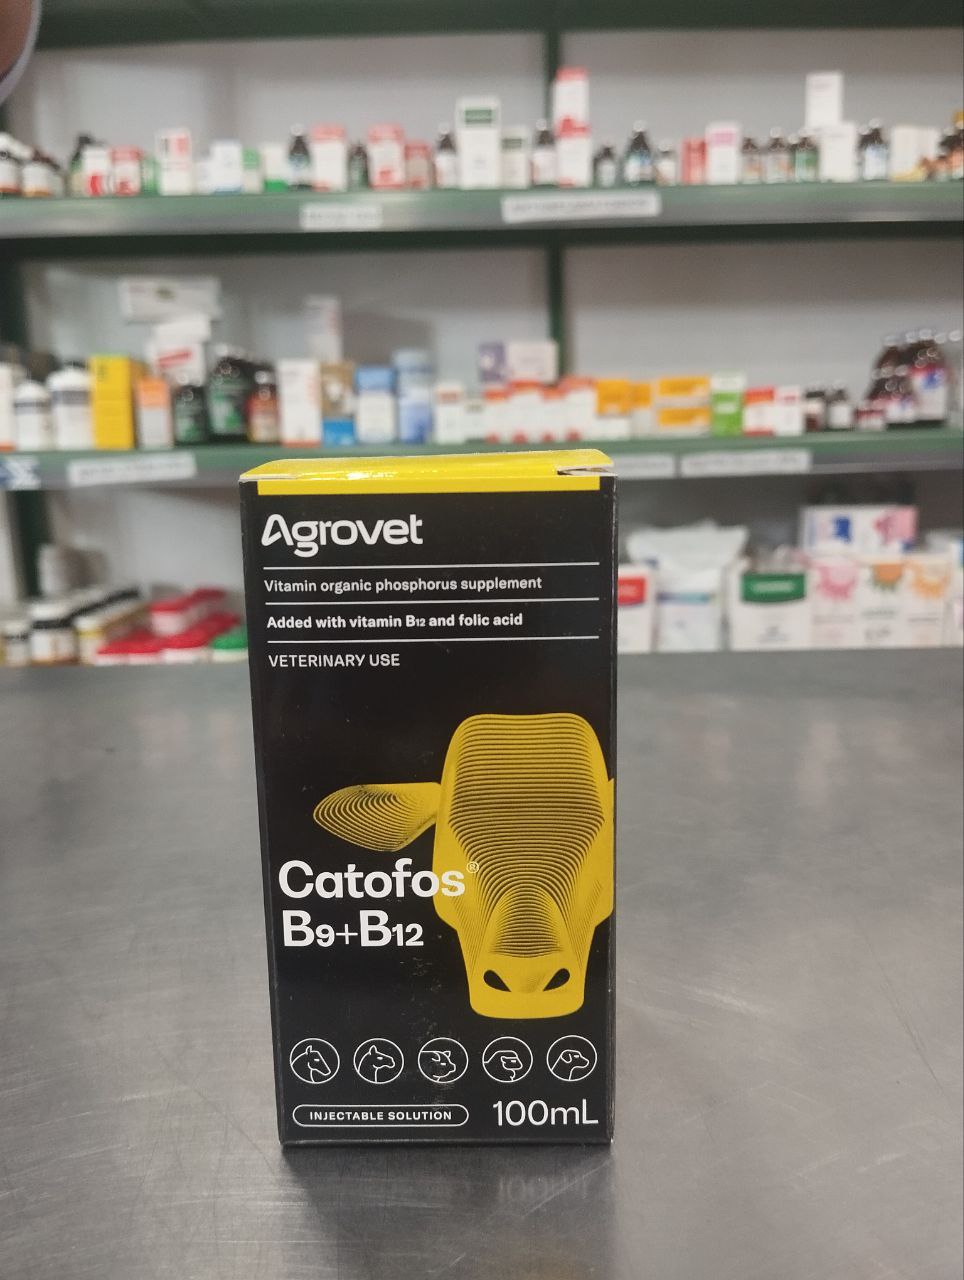 Agrovet
Vitamin organic phosphorus supplement
Added with vitamin B12 and folic acid
VETERINARY USE
Catofos®
B9+B12
INJECTABLE SOLUTION
100mL